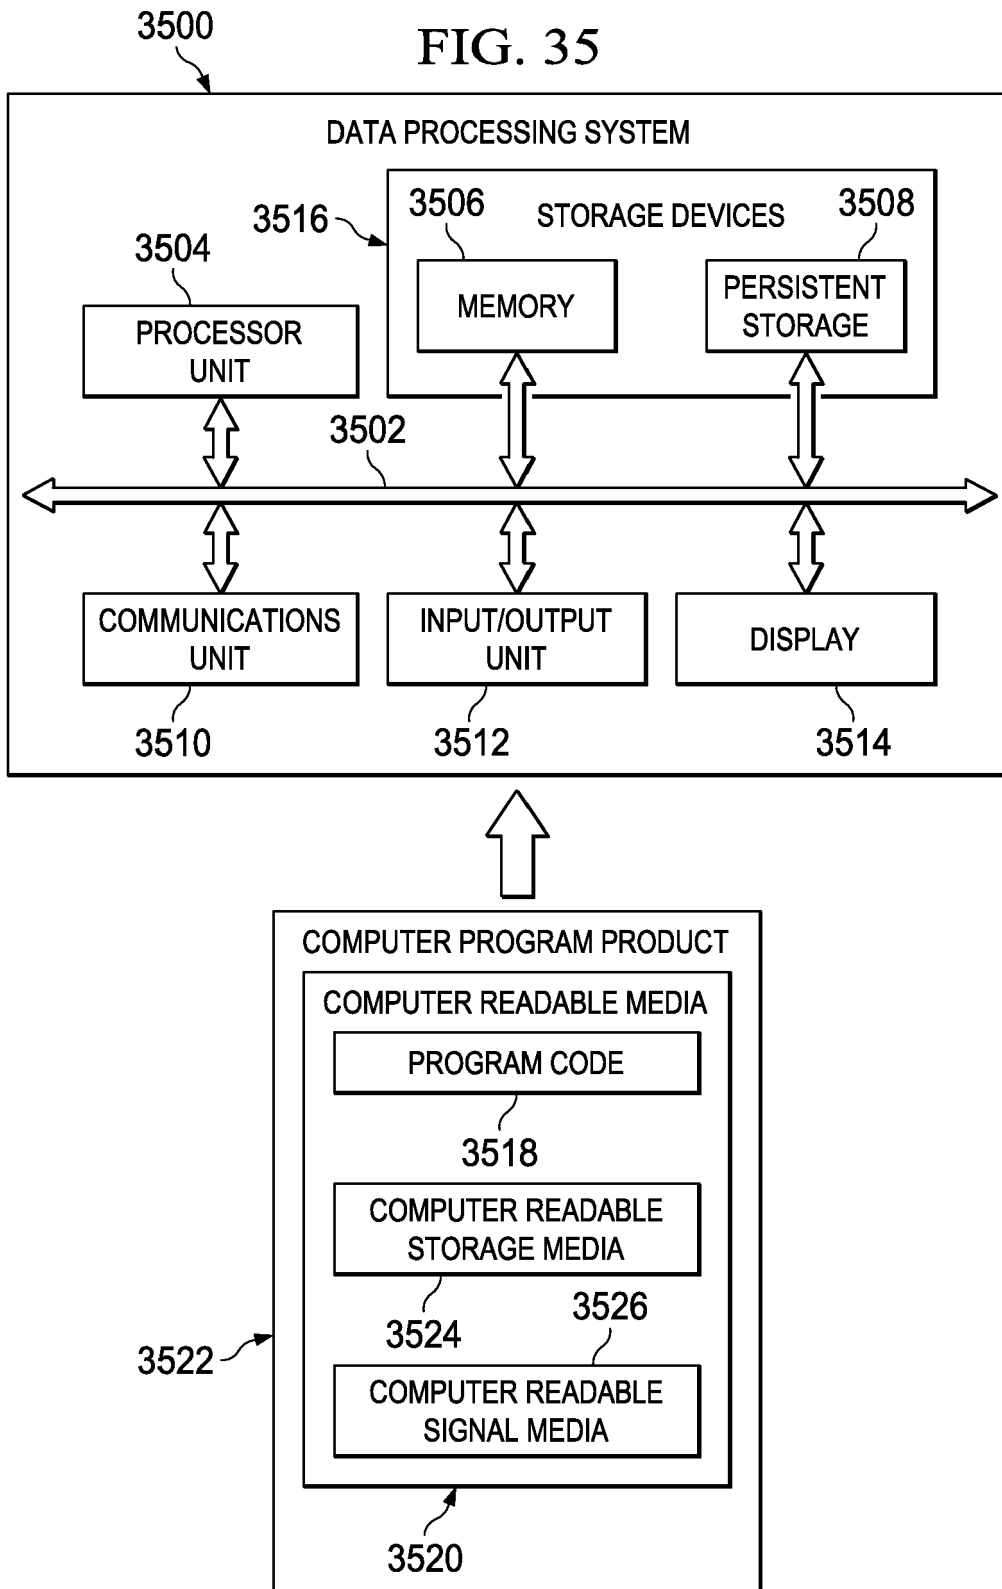 3500
FIG. 35
DATA PROCESSING SYSTEM
3516
3506
STORAGE DEVICES
3508
3504
MEMORY
PERSISTENT
STORAGE
PROCESSOR
UNIT
3502
COMMUNICATIONS
UNIT
INPUT/OUTPUT
UNIT
DISPLAY
3510
3512
3514
COMPUTER PROGRAM PRODUCT
COMPUTER READABLE MEDIA
PROGRAM CODE
3518
COMPUTER READABLE
STORAGE MEDIA
3524
3526
3522
COMPUTER READABLE
SIGNAL MEDIA
3520